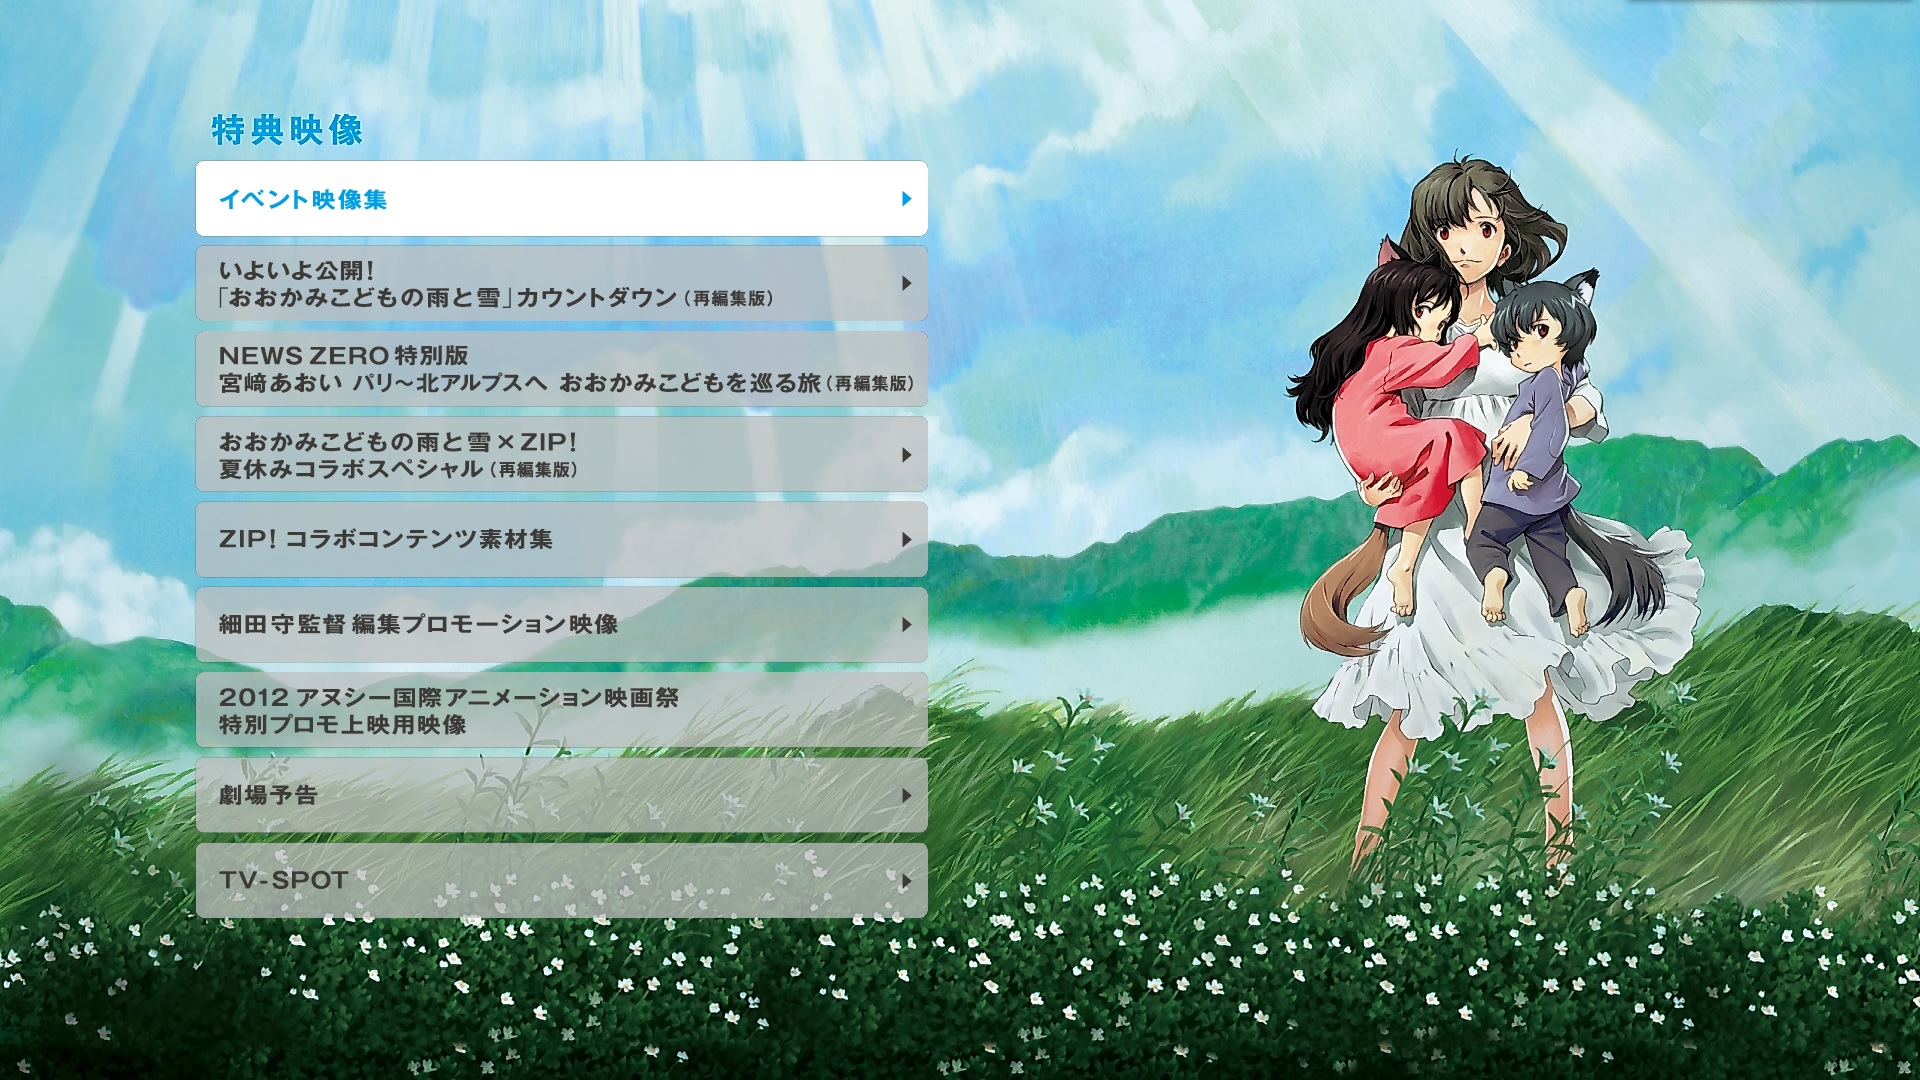 特典映像
イベント映像集
いよいよ公開!
「おおかみこどもの雨と雪」カウントダウン(再編集版)
NEWS ZERO 特別版
宮﨑あおい パリ〜北アルプスへ おおかみこどもを巡る旅(再編集版)
おおかみこどもの雨と雪×ZIP!
夏休みコラボスペシャル(再編集版)
ZIP! コラボコンテンツ素材集
細田守監督 編集プロモーション映像
2012 アヌシー国際アニメーション映画祭
特別プロモ上映用映像
劇場予告
TV-SPOT